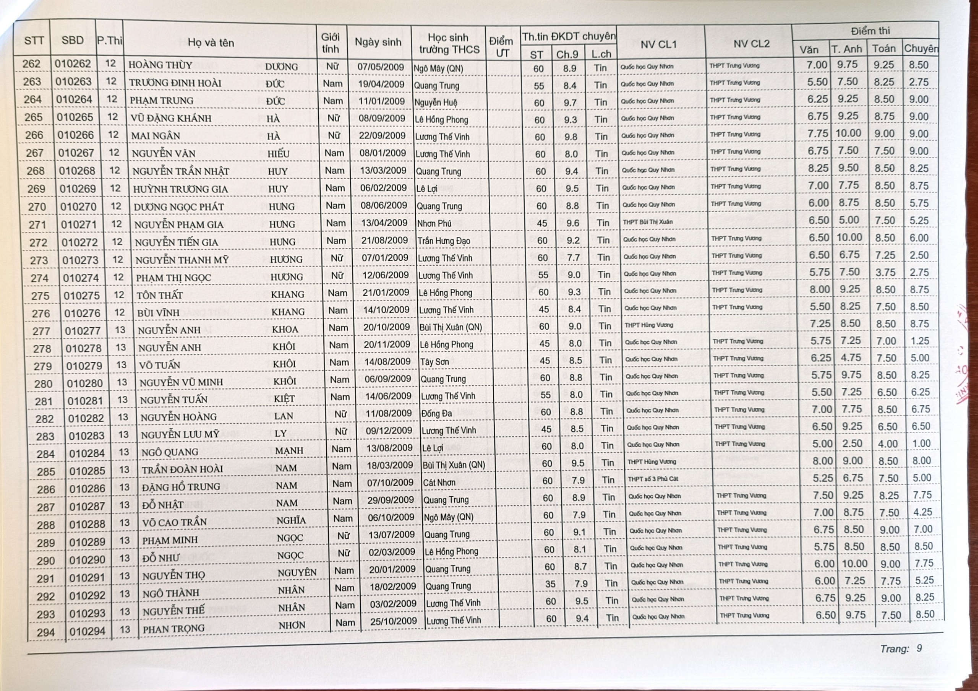 STT SBD P.Thi Họ và tên Giới tính Ngày sinh Học sinh trường THCS Điểm ƯT Th.tin ĐKDT chuyên NV CL1 NV CL2 Điểm thi
ST Ch.9 L.ch Văn T. Anh Toán Chuyên
262 010262 12 HOÀNG THÙY DƯƠNG Nữ 07/05/2009 Ngô Mây (QN) 60 8.9 Tin Quốc học Quy Nhơn THPT Trưng Vương 7.00 9.75 9.25 8.50
263 010263 12 TRƯƠNG ĐINH HOÀI ĐỨC Nam 19/04/2009 Quang Trung 55 8.4 Tin Quốc học Quy Nhơn THPT Trưng Vương 5.50 7.50 8.25 2.75
264 010264 12 PHẠM TRUNG ĐỨC Nam 11/01/2009 Nguyễn Huệ 60 9.7 Tin Quốc học Quy Nhơn THPT Trưng Vương 6.25 9.25 8.50 9.00
265 010265 12 VŨ ĐẶNG KHÁNH HÀ Nữ 08/09/2009 Lê Hồng Phong 60 9.3 Tin Quốc học Quy Nhơn THPT Trưng Vương 6.75 9.25 8.75 9.00
266 010266 12 MAI NGÂN HÀ Nữ 22/09/2009 Lương Thế Vinh 60 9.8 Tin Quốc học Quy Nhơn THPT Trưng Vương 7.75 10.00 9.00 9.00
267 010267 12 NGUYỄN VĂN HIẾU Nam 08/01/2009 Lương Thế Vinh 60 8.0 Tin Quốc học Quy Nhơn THPT Trưng Vương 6.75 7.50 7.50 9.00
268 010268 12 NGUYỄN TRẦN NHẬT HUY Nam 13/03/2009 Quang Trung 60 9.4 Tin Quốc học Quy Nhơn THPT Trưng Vương 8.25 9.50 8.50 8.25
269 010269 12 HUỲNH TRƯƠNG GIA HUY Nam 06/02/2009 Lê Lợi 60 9.5 Tin Quốc học Quy Nhơn THPT Trưng Vương 7.00 7.75 8.50 8.75
270 010270 12 DƯƠNG NGỌC PHÁT HƯNG Nam 08/06/2009 Quang Trung 60 8.8 Tin Quốc học Quy Nhơn THPT Trưng Vương 6.00 8.75 8.50 5.75
271 010271 12 NGUYỄN PHẠM GIA HƯNG Nam 13/04/2009 Nhơn Phú 45 9.6 Tin THPT Bùi Thị Xuân 6.50 5.00 7.50 5.25
272 010272 12 NGUYỄN TIẾN GIA HƯNG Nam 21/08/2009 Trần Hưng Đạo 60 9.2 Tin Quốc học Quy Nhơn THPT Trưng Vương 6.50 10.00 8.50 6.00
273 010273 12 NGUYỄN THANH MỸ HƯƠNG Nữ 07/01/2009 Lương Thế Vinh 60 7.7 Tin Quốc học Quy Nhơn THPT Trưng Vương 6.50 6.75 7.25 2.50
274 010274 12 PHẠM THỊ NGỌC HƯƠNG Nữ 12/06/2009 Lương Thế Vinh 55 9.0 Tin Quốc học Quy Nhơn THPT Trưng Vương 5.75 7.50 3.75 2.75
275 010275 12 TÔN THẤT KHANG Nam 21/01/2009 Lê Hồng Phong 60 9.3 Tin Quốc học Quy Nhơn THPT Trưng Vương 8.00 9.25 8.50 8.75
276 010276 12 BÙI VĨNH KHANG Nam 14/10/2009 Lương Thế Vinh 45 8.4 Tin Quốc học Quy Nhơn THPT Trưng Vương 5.50 8.25 7.50 8.50
277 010277 13 NGUYỄN ANH KHOA Nam 20/10/2009 Bùi Thị Xuân (QN) 60 9.0 Tin THPT Hùng Vương 7.25 8.50 8.50 8.75
278 010278 13 NGUYỄN ANH KHÔI Nam 20/11/2009 Lê Hồng Phong 45 8.0 Tin Quốc học Quy Nhơn THPT Trưng Vương 5.75 7.25 7.00 1.25
279 010279 13 VÕ TUẤN KHÔI Nam 14/08/2009 Tây Sơn 45 8.5 Tin Quốc học Quy Nhơn THPT Trưng Vương 6.25 4.75 7.50 5.00
280 010280 13 NGUYỄN VŨ MINH KHÔI Nam 06/09/2009 Quang Trung 60 8.8 Tin Quốc học Quy Nhơn THPT Trưng Vương 5.75 9.75 8.50 8.25
281 010281 13 NGUYỄN TUẤN KIỆT Nam 14/06/2009 Lương Thế Vinh 55 8.0 Tin Quốc học Quy Nhơn THPT Trưng Vương 5.50 7.25 6.50 6.25
282 010282 13 NGUYỄN HOÀNG LAN Nữ 11/08/2009 Đống Đa 60 8.8 Tin Quốc học Quy Nhơn THPT Trưng Vương 7.00 7.75 8.50 6.75
283 010283 13 NGUYỄN LƯU MỸ LY Nữ 09/12/2009 Lương Thế Vinh 45 8.5 Tin Quốc học Quy Nhơn THPT Trưng Vương 6.50 9.25 6.50 6.50
284 010284 13 NGÔ QUANG MẠNH Nam 13/08/2009 Lê Lợi 60 8.0 Tin Quốc học Quy Nhơn THPT Trưng Vương 5.00 2.50 4.00 1.00
285 010285 13 TRẦN ĐOÀN HOÀI NAM Nam 18/03/2009 Bùi Thị Xuân (QN) 60 9.5 Tin THPT Hùng Vương 8.00 9.00 8.50 8.00
286 010286 13 ĐẶNG HỒ TRUNG NAM Nam 07/10/2009 Cát Nhơn 60 7.9 Tin THPT số 3 Phù Cát 5.25 6.75 7.50 5.00
287 010287 13 ĐỖ NHẬT NAM Nam 29/09/2009 Quang Trung 60 8.9 Tin Quốc học Quy Nhơn THPT Trưng Vương 7.50 9.25 8.25 7.75
288 010288 13 VÕ CAO TRẦN NGHĨA Nam 06/10/2009 Ngô Mây (QN) 60 7.9 Tin Quốc học Quy Nhơn THPT Trưng Vương 7.00 8.75 7.50 4.25
289 010289 13 PHẠM MINH NGỌC Nữ 13/07/2009 Quang Trung 60 9.1 Tin Quốc học Quy Nhơn THPT Trưng Vương 6.75 8.50 9.00 7.00
290 010290 13 ĐỖ NHƯ NGỌC Nữ 02/03/2009 Lê Hồng Phong 60 8.1 Tin Quốc học Quy Nhơn THPT Trưng Vương 5.75 8.50 8.50 8.50
291 010291 13 NGUYỄN THỌ NGUYÊN Nam 20/01/2009 Quang Trung 60 8.7 Tin Quốc học Quy Nhơn THPT Trưng Vương 6.00 10.00 9.00 7.75
292 010292 13 NGÔ THÀNH NHÂN Nam 18/02/2009 Quang Trung 35 7.9 Tin Quốc học Quy Nhơn THPT Trưng Vương 6.00 7.25 7.75 5.25
293 010293 13 NGUYỄN THẾ NHÂN Nam 03/02/2009 Lương Thế Vinh 60 9.5 Tin Quốc học Quy Nhơn THPT Trưng Vương 6.75 9.25 9.00 8.25
294 010294 13 PHAN TRỌNG NHƠN Nam 25/10/2009 Lương Thế Vinh 60 9.4 Tin Quốc học Quy Nhơn THPT Trưng Vương 6.50 9.75 7.50 8.50
Trang: 9